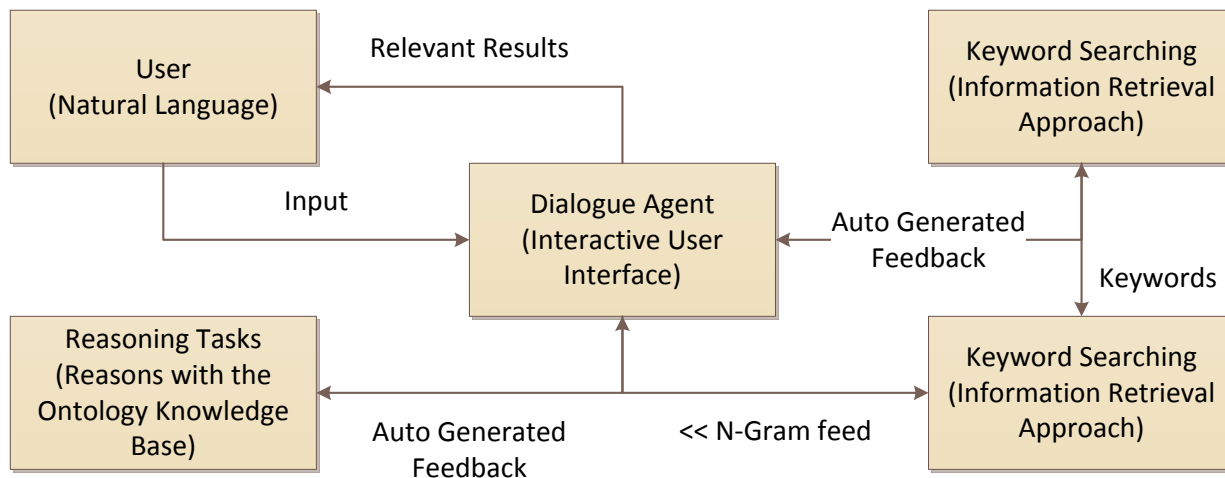 User
(Natural Language)
Relevant Results
Keyword Searching
(Information Retrieval
Approach)
Input
Dialogue Agent
(Interactive User
Interface)
Auto Generated
Feedback
Keywords
Reasoning Tasks
(Reasons with the
Ontology Knowledge
Base)
Auto Generated
Feedback
<< N-Gram feed
Keyword Searching
(Information Retrieval
Approach)